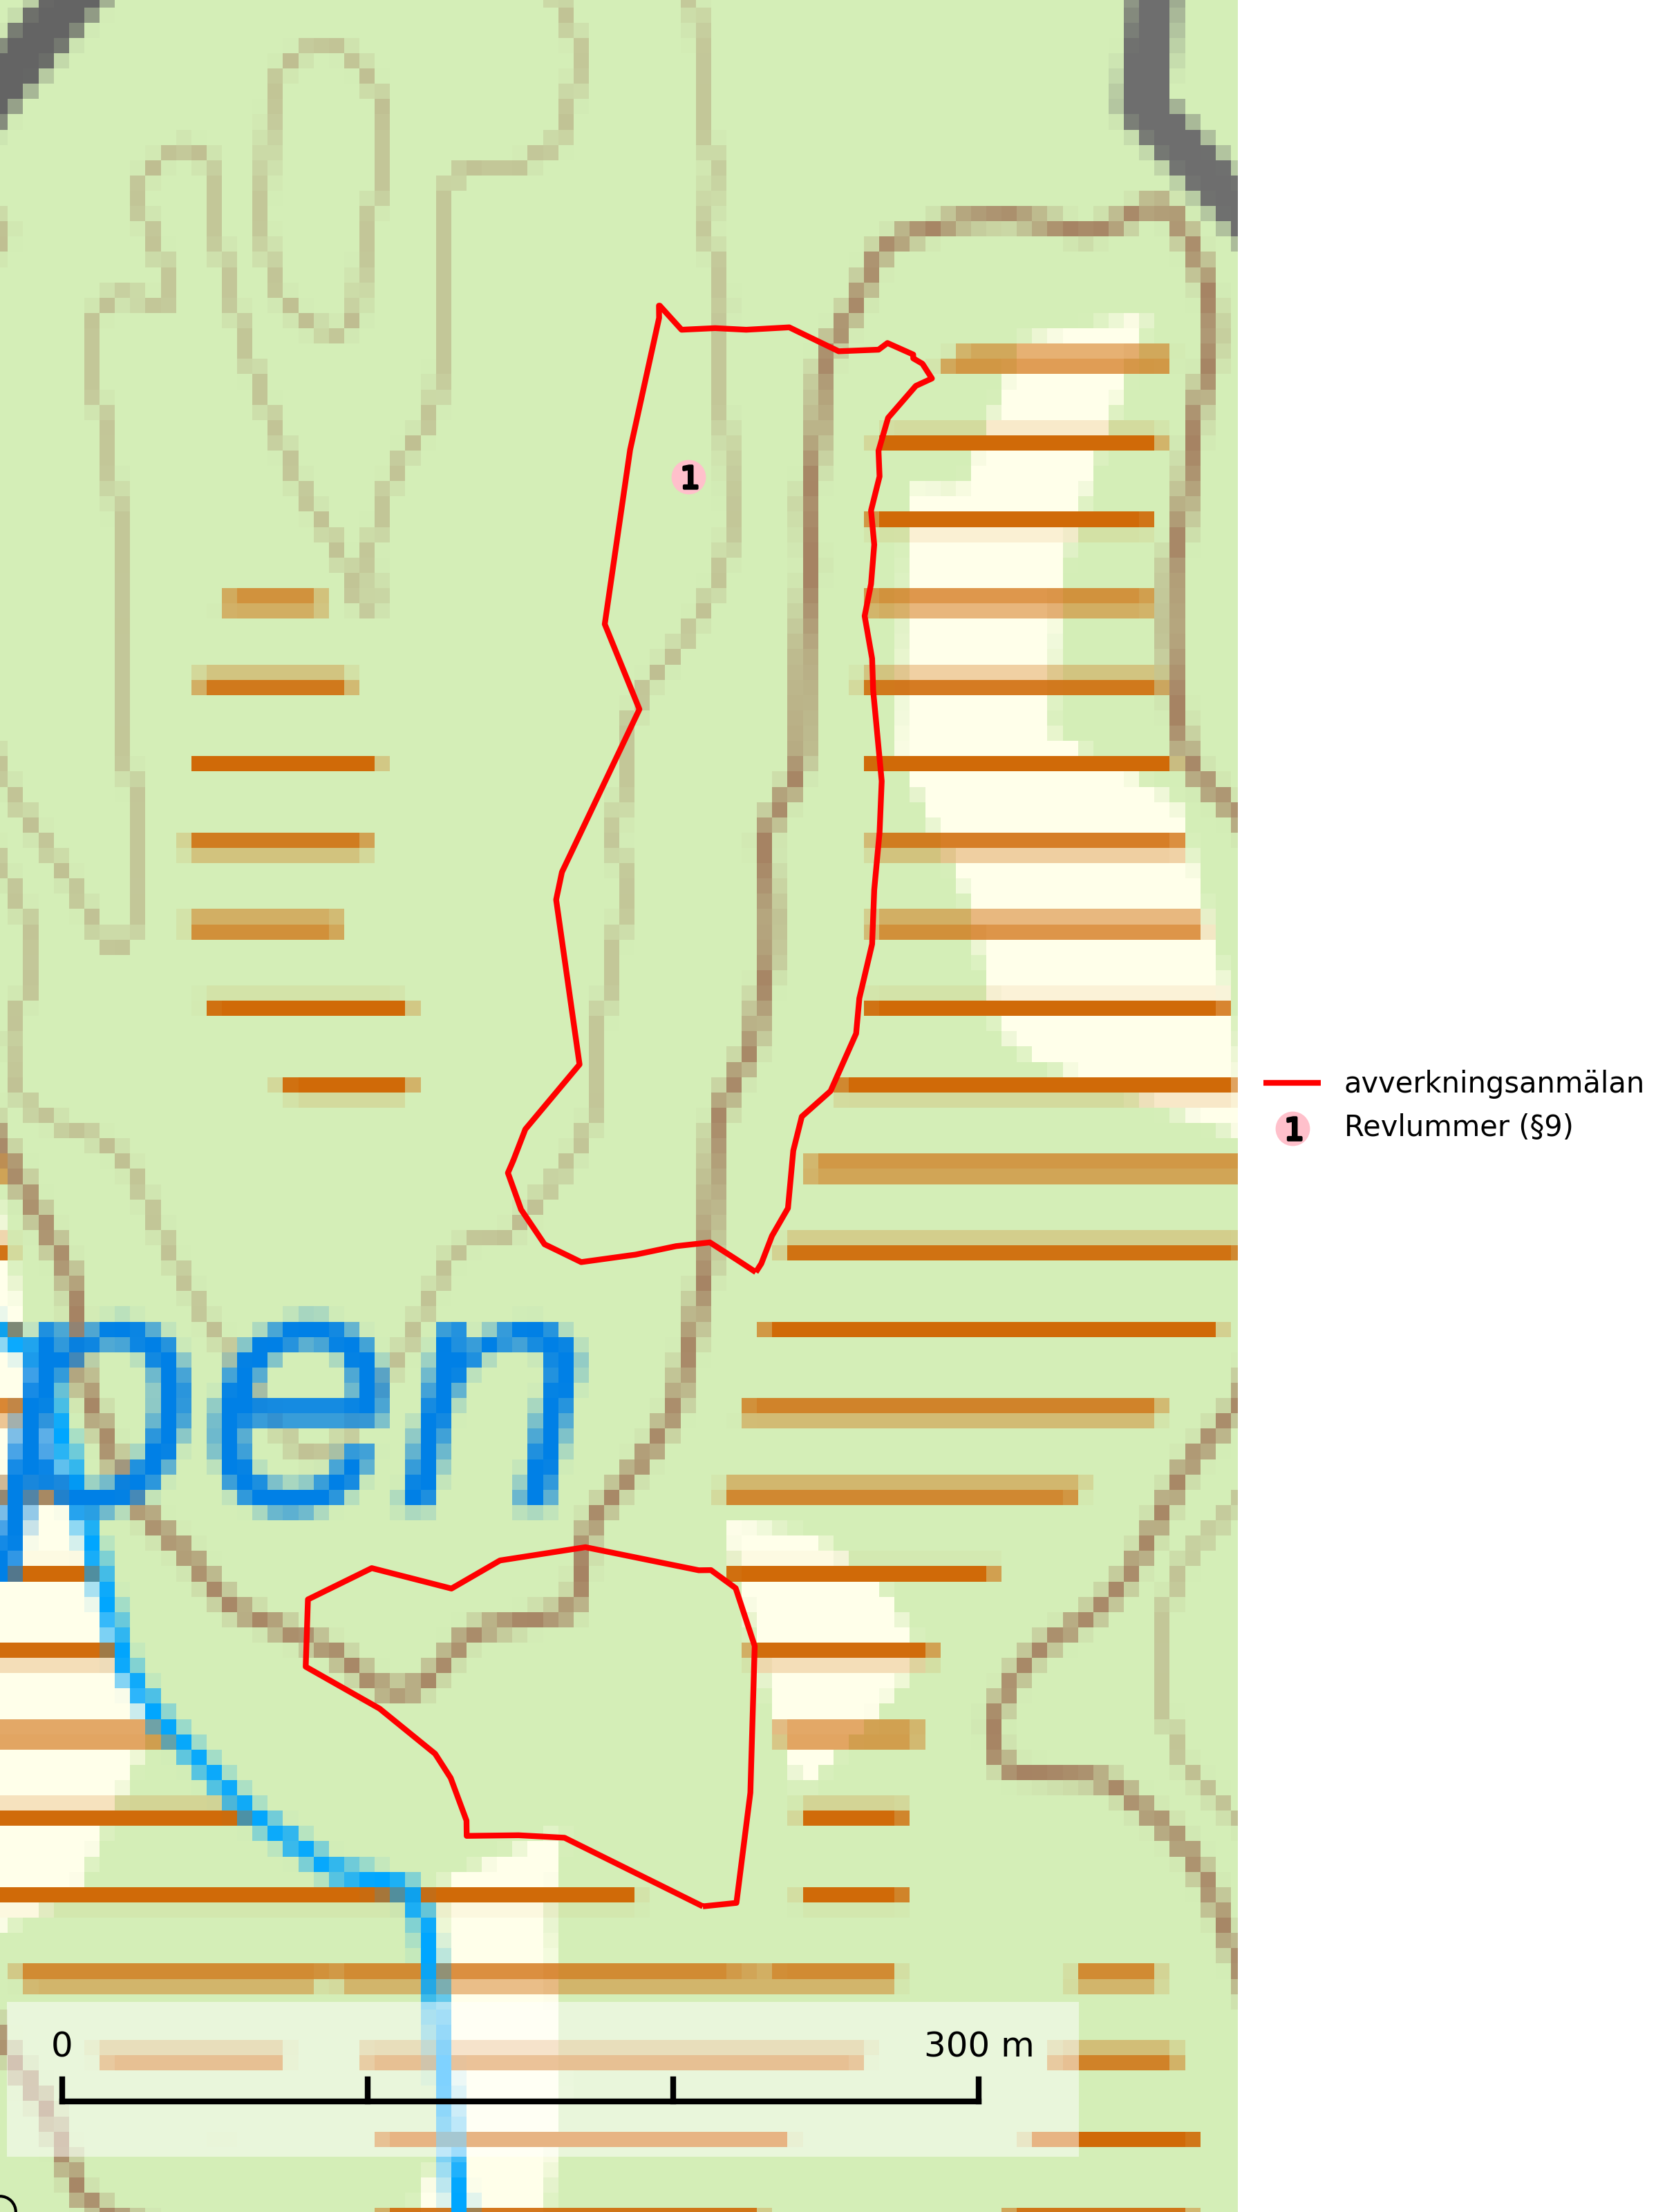 1
avverkningsanmälan
1 Revlummer (§9)
pen
0 300 m